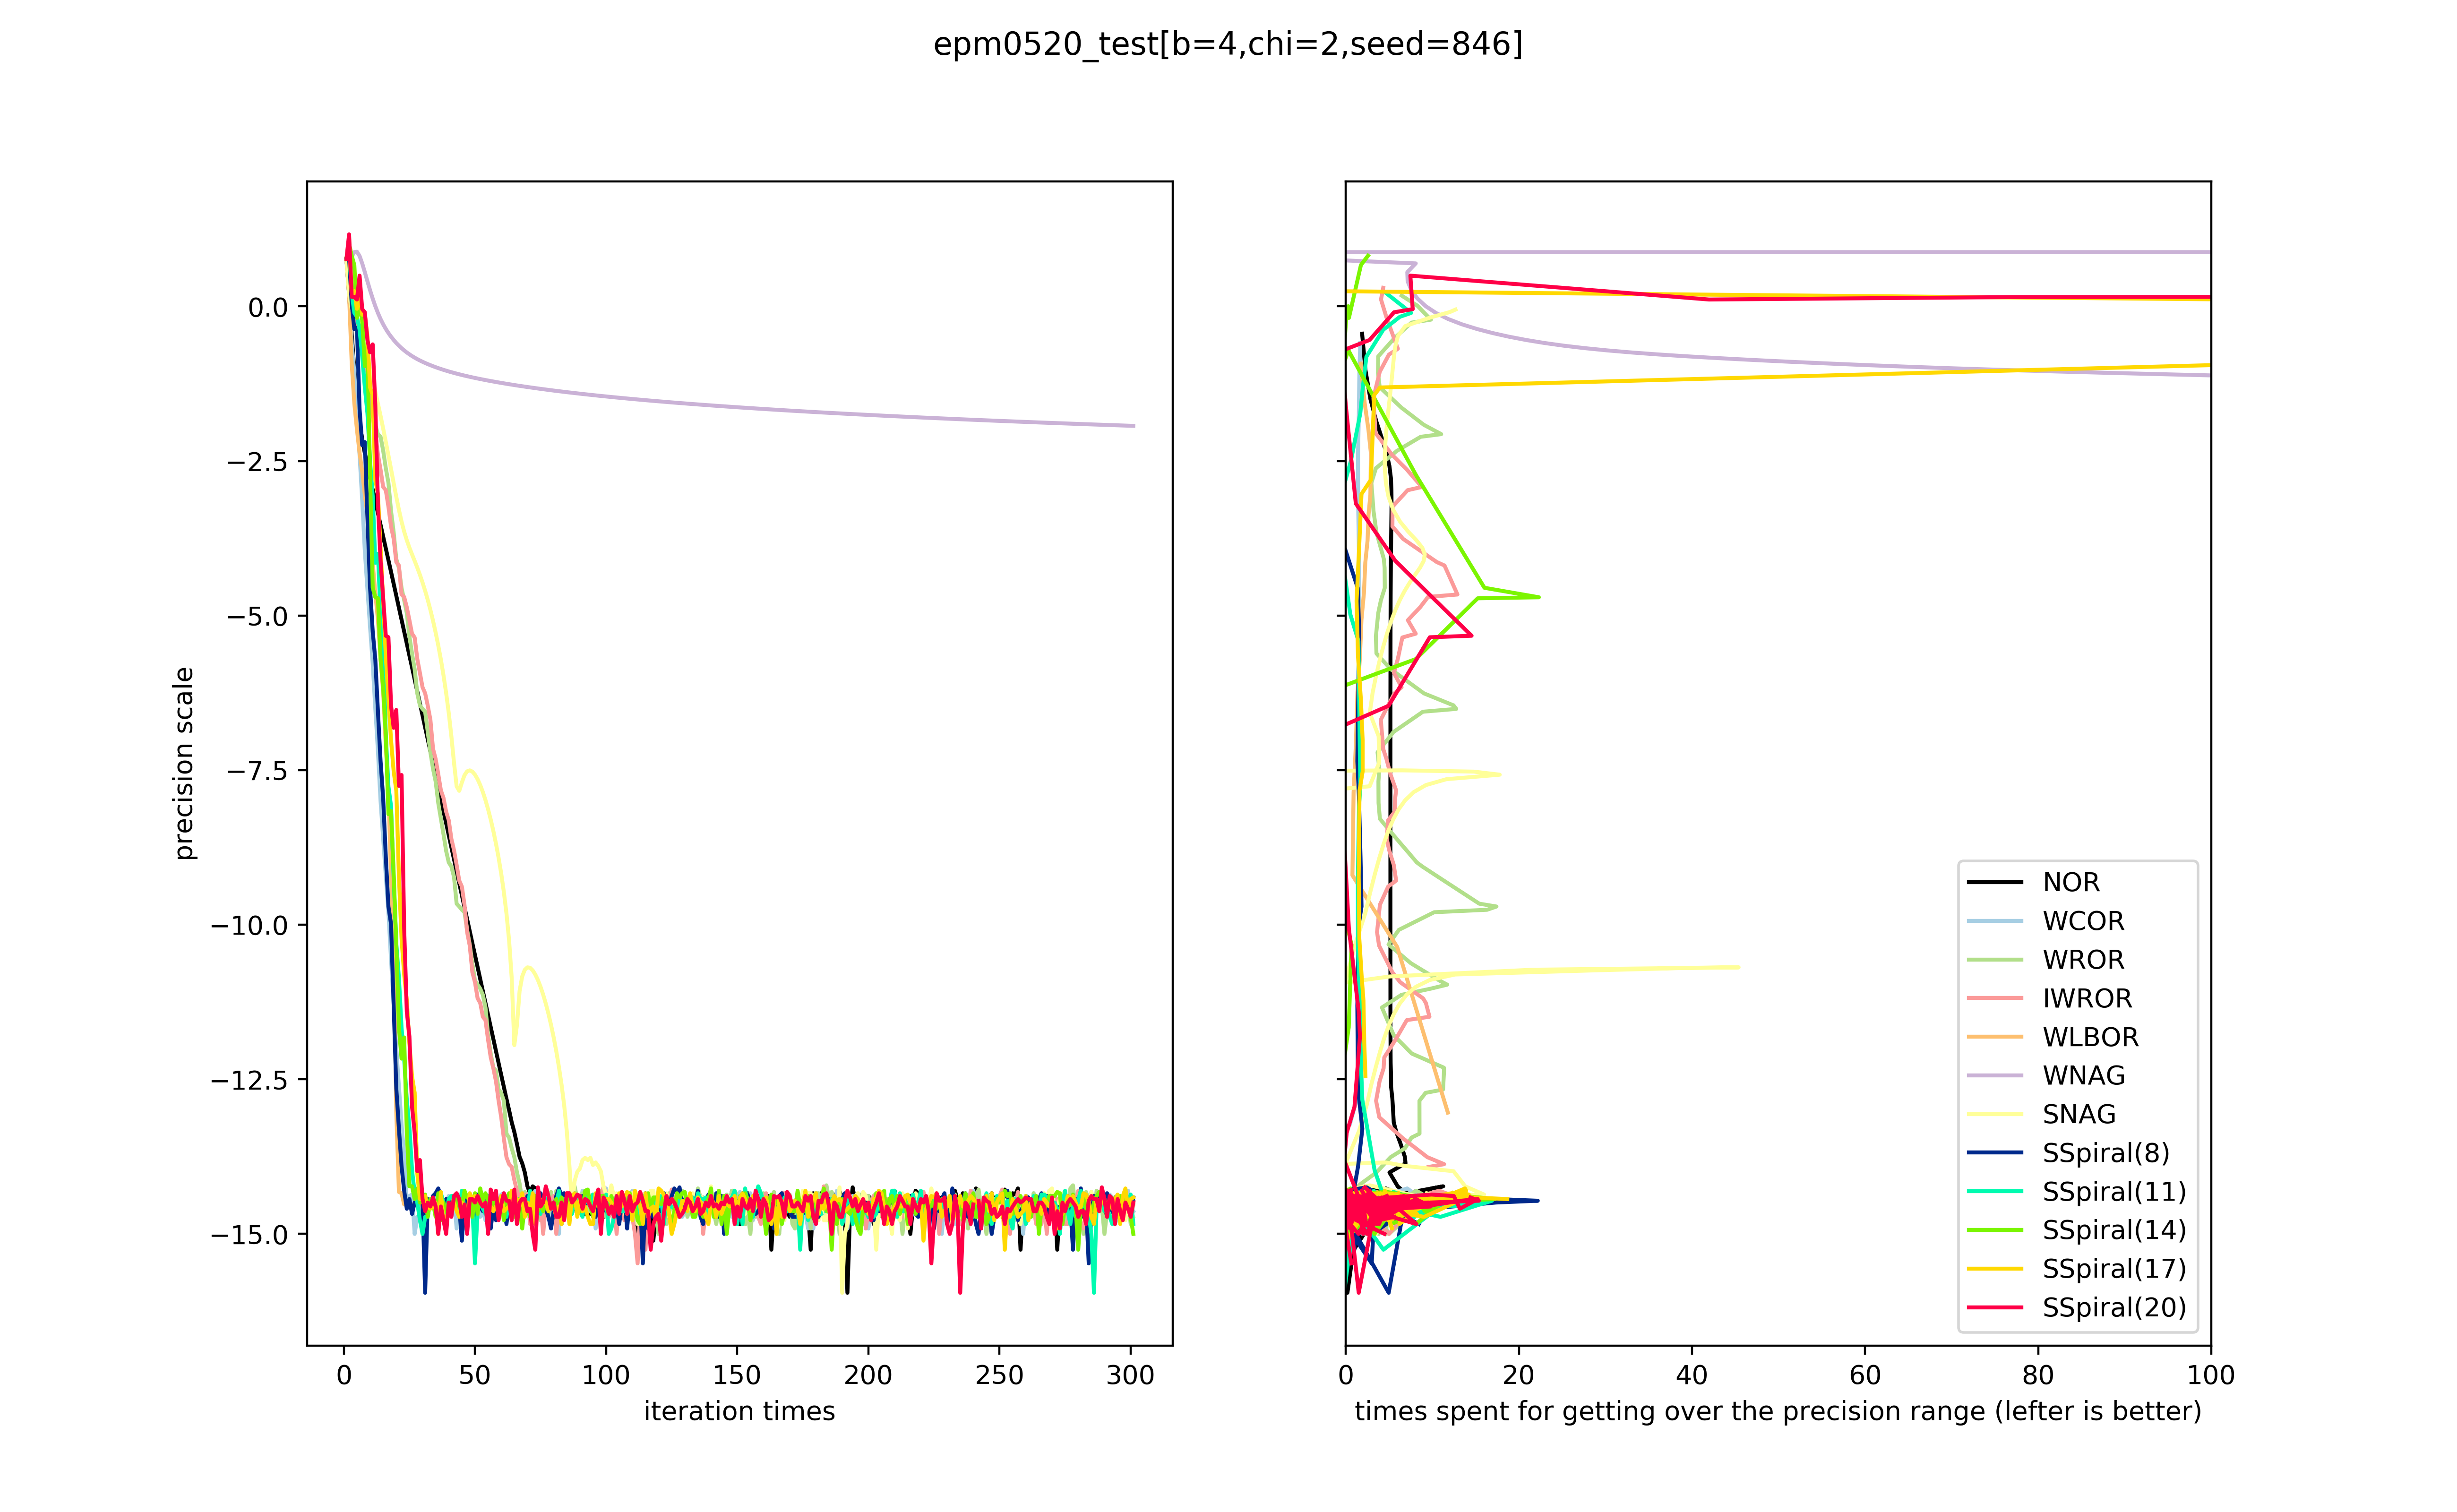 epm0520_test[b=4,chi=2,seed=846]
precision scale
0.0
−2.5
−5.0
−7.5
−10.0
−12.5
−15.0
0 50 100 150 200 250 300
iteration times
0 20 40 60 80 100
times spent for getting over the precision range (lefter is better)
NOR
WCOR
WROR
IWROR
WLBOR
WNAG
SNAG
SSpiral(8)
SSpiral(11)
SSpiral(14)
SSpiral(17)
SSpiral(20)